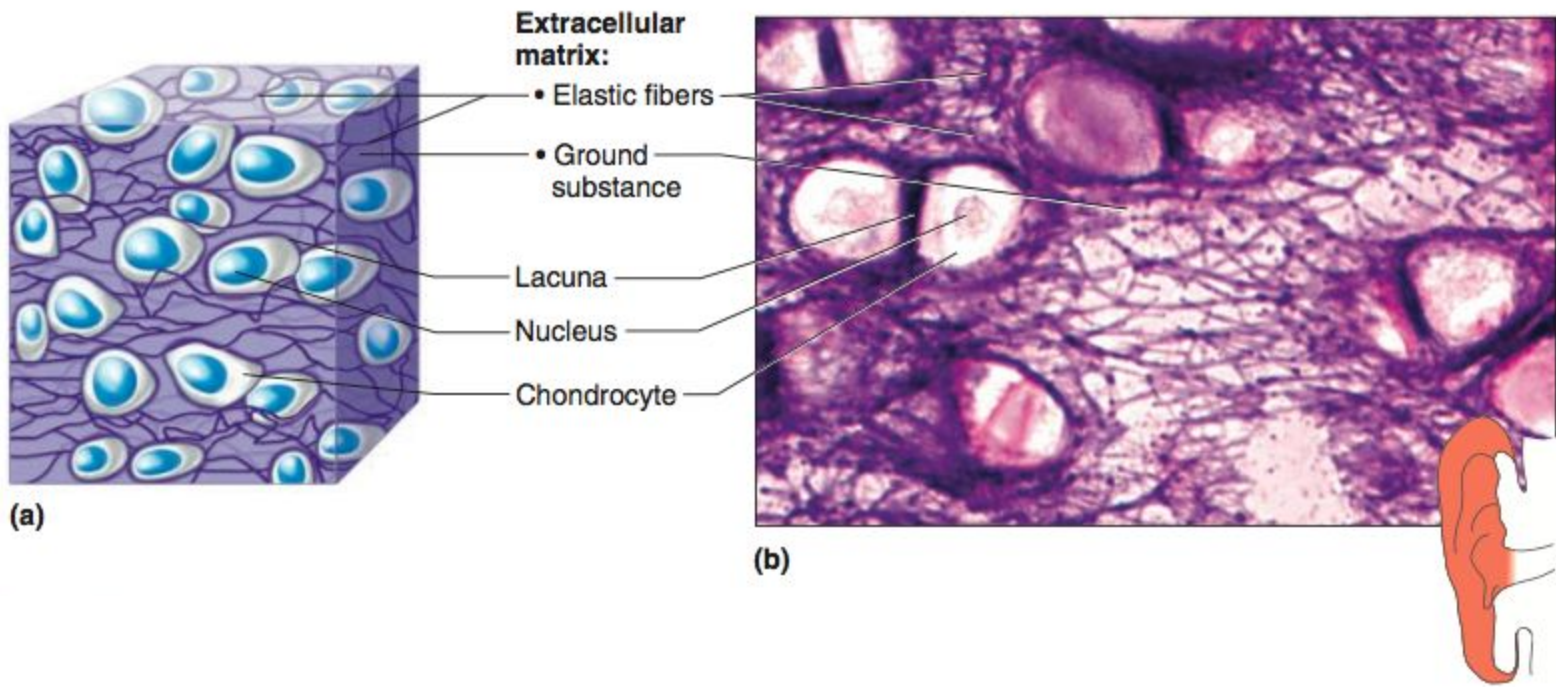 Extracellular
matrix:
• Elastic fibers
• Ground
substance
Lacuna
Nucleus
Chondrocyte
(a)
(b)